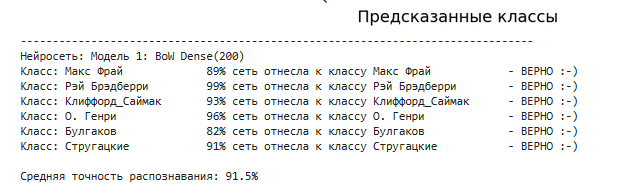 Предсказанные классы
--------------------------------------------------------------------------------
Нейросеть: Модель 1: BoW Dense(200)
Класс: Макс Фрай 89% сеть отнесла к классу Макс Фрай - ВЕРНО :-)
Класс: Рэй Брэдберри 99% сеть отнесла к классу Рэй Брэдберри - ВЕРНО :-)
Класс: Клиффорд_Саймак 93% сеть отнесла к классу Клиффорд_Саймак - ВЕРНО :-)
Класс: О. Генри 96% сеть отнесла к классу О. Генри - ВЕРНО :-)
Класс: Булгаков 82% сеть отнесла к классу Булгаков - ВЕРНО :-)
Класс: Стругацкие 91% сеть отнесла к классу Стругацкие - ВЕРНО :-)
Средняя точность распознавания: 91.5%